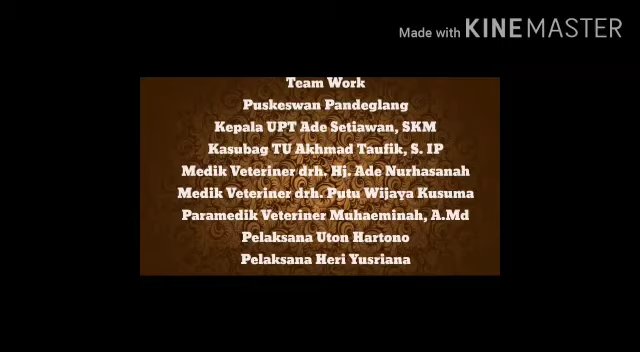 Made with KINEMASTER
Team Work
Puskeswan Pandeglang
Kepala UPT Ade Setiawan, SKM
Kasubag TU Akhmad Taufik, S. IP
Medik Veteriner drh. Hj. Ade Nurhasanah
Medik Veteriner drh. Putu Wijaya Kusuma
Paramedik Veteriner Muhaeminah, A.Md
Pelaksana Uton Hartono
Pelaksana Heri Yusriana